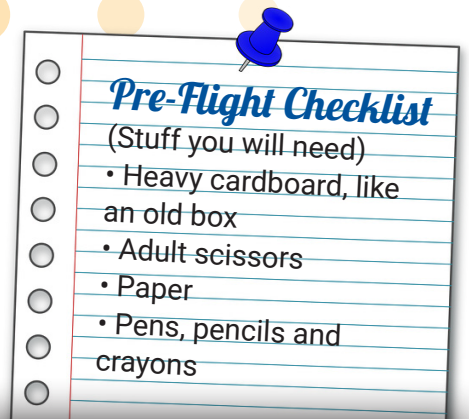 Pre-Flight Checklist
(Stuff you will need)
• Heavy cardboard, like
an old box
• Adult scissors
• Paper
• Pens, pencils and
crayons